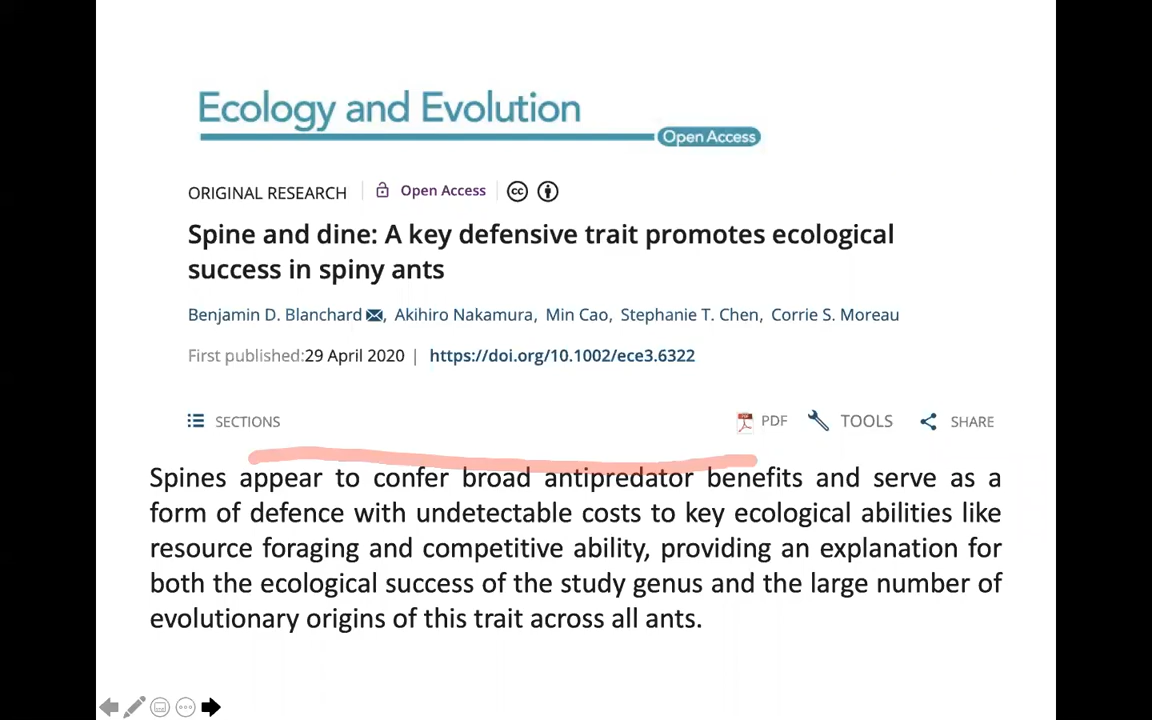 Ecology and Evolution
Open Access
ORIGINAL RESEARCH Open Access cc
Spine and dine: A key defensive trait promotes ecological
success in spiny ants
Benjamin D. Blanchard, Akihiro Nakamura, Min Cao, Stephanie T. Chen, Corrie S. Moreau
First published:29 April 2020 | https://doi.org/10.1002/ece3.6322
SECTIONS PDF TOOLS SHARE
Spines appear to confer broad antipredator benefits and serve as a
form of defence with undetectable costs to key ecological abilities like
resource foraging and competitive ability, providing an explanation for
both the ecological success of the study genus and the large number of
evolutionary origins of this trait across all ants.